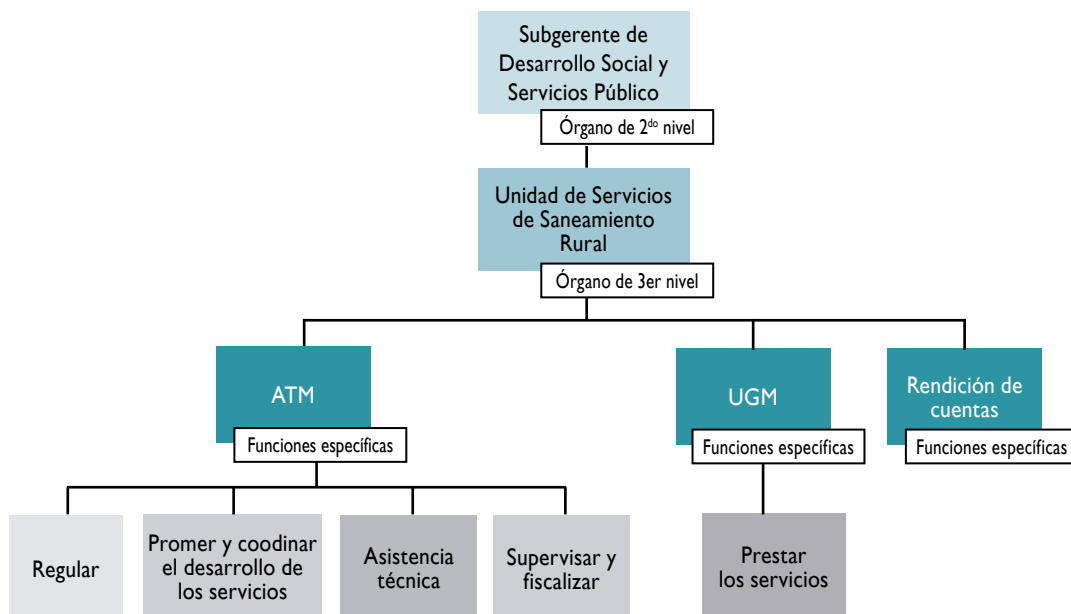 Subgerente de
Desarrollo Social y
Servicios Público
Órgano de 2do nivel
Unidad de Servicios
de Saneamiento
Rural
Órgano de 3er nivel
ATM
Funciones específicas
UGM
Funciones específicas
Rendición de
cuentas
Funciones específicas
Regular
Promer y coodinar
el desarrollo de
los servicios
Asistencia
técnica
Supervisar y
fiscalizar
Prestar
los servicios